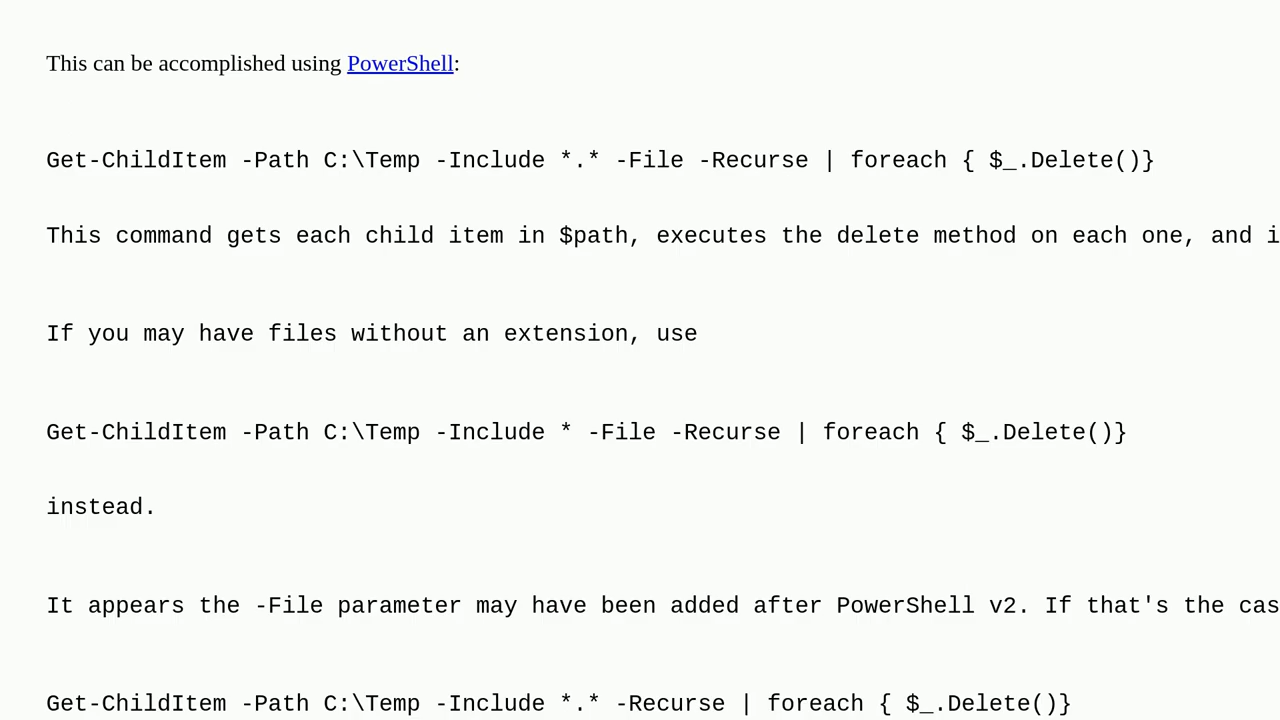 This can be accomplished using PowerShell:
Get-ChildItem -Path C:\Temp -Include *.* -File -Recurse | foreach { $_.Delete()}
This command gets each child item in $path, executes the delete method on each one, and i
If you may have files without an extension, use
Get-ChildItem -Path C:\Temp -Include * -File -Recurse | foreach { $_.Delete()}
instead.
It appears the -File parameter may have been added after PowerShell v2. If that's the cas
Get-ChildItem -Path C:\Temp -Include *.* -Recurse | foreach { $_.Delete()}